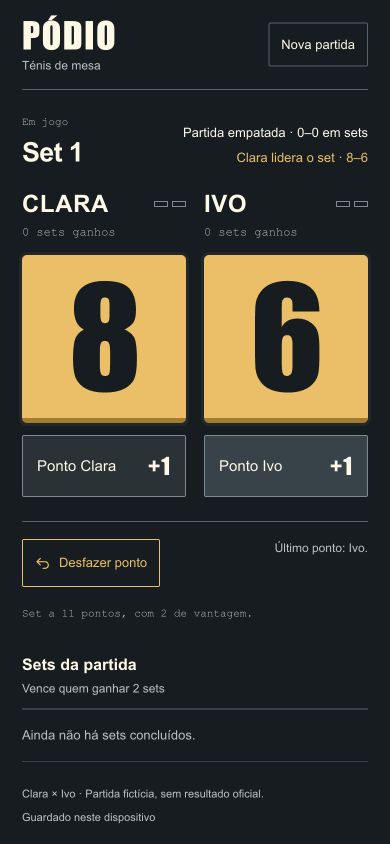 PÓDIO
Ténis de mesa
Nova partida
Em jogo
Set 1
Partida empatada · 0–0 em sets
Clara lidera o set · 8–6
CLARA
0 sets ganhos
8
Ponto Clara +1
IVO
0 sets ganhos
6
Ponto Ivo +1
Desfazer ponto
Último ponto: Ivo.
Set a 11 pontos, com 2 de vantagem.
Sets da partida
Vence quem ganhar 2 sets
Ainda não há sets concluídos.
Clara × Ivo · Partida fictícia, sem resultado oficial.
Guardado neste dispositivo